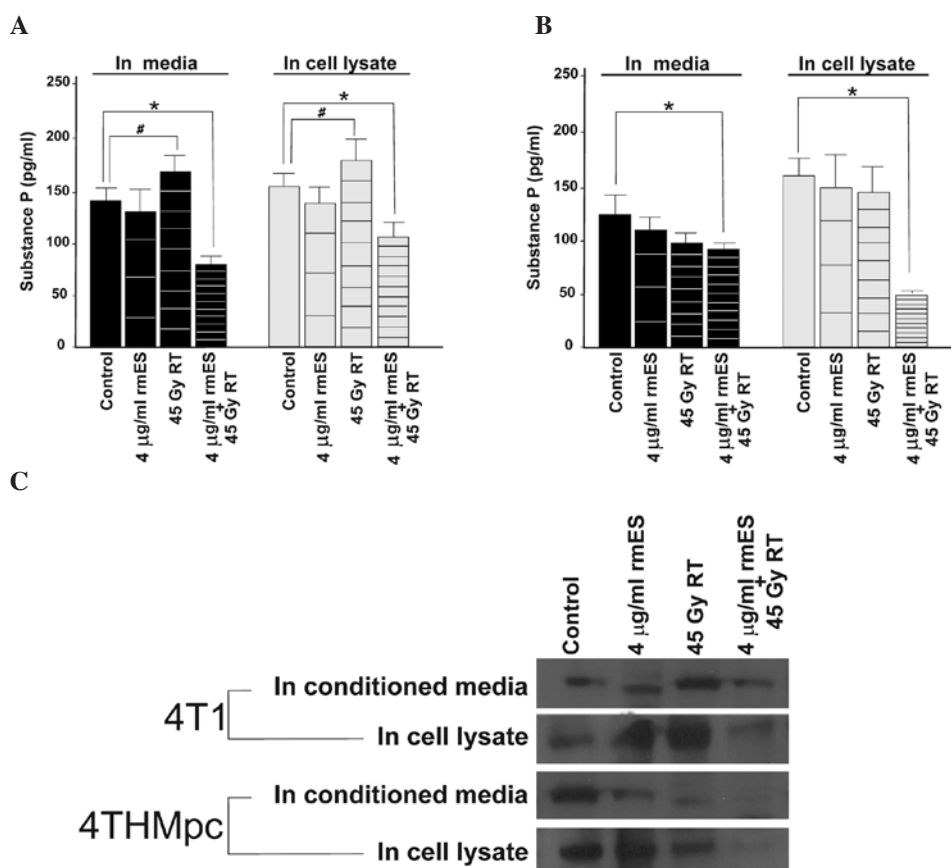 A
In media
In cell lysate
Substance P (pg/ml)
250
200
150
100
50
0
*
#
*
#
Control
4 µg/ml rmES
45 Gy RT
4 µg/ml rmES
+
45 Gy RT
Control
4 µg/ml rmES
45 Gy RT
4 µg/ml rmES
+
45 Gy RT
B
In media
In cell lysate
Substance P (pg/ml)
250
200
150
100
50
0
*
*
Control
4 µg/ml rmES
45 Gy RT
4 µg/ml rmES
+
45 Gy RT
Control
4 µg/ml rmES
45 Gy RT
4 µg/ml rmES
+
45 Gy RT
C
Control
4 µg/ml rmES
45 Gy RT
4 µg/ml rmES
+
45 Gy RT
4T1
In conditioned media
In cell lysate
4THMpc
In conditioned media
In cell lysate